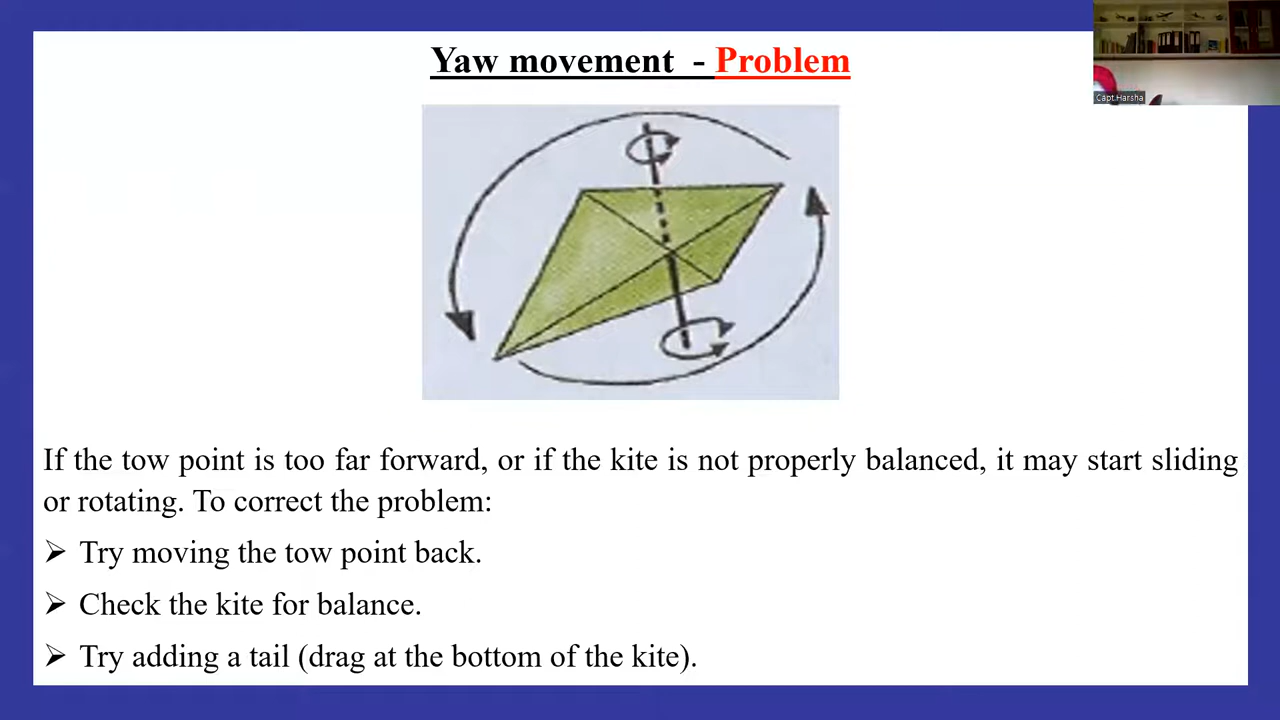 Yaw movement - Problem
Capt.Harsha
If the tow point is too far forward, or if the kite is not properly balanced, it may start sliding
or rotating. To correct the problem:
➢ Try moving the tow point back.
➢ Check the kite for balance.
➢ Try adding a tail (drag at the bottom of the kite).